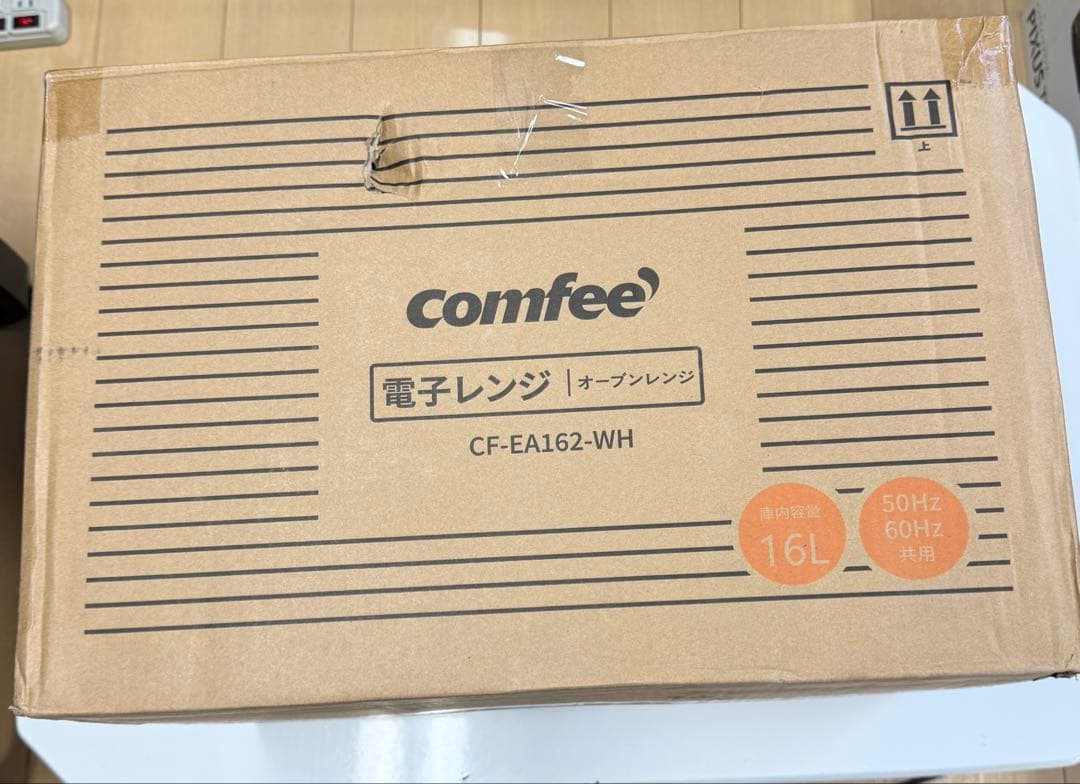 上
comfee'
電子レンジ|オーブンレンジ
CF-EA162-WH
庫内容量
16L
50Hz
60Hz
共用
PIXUS